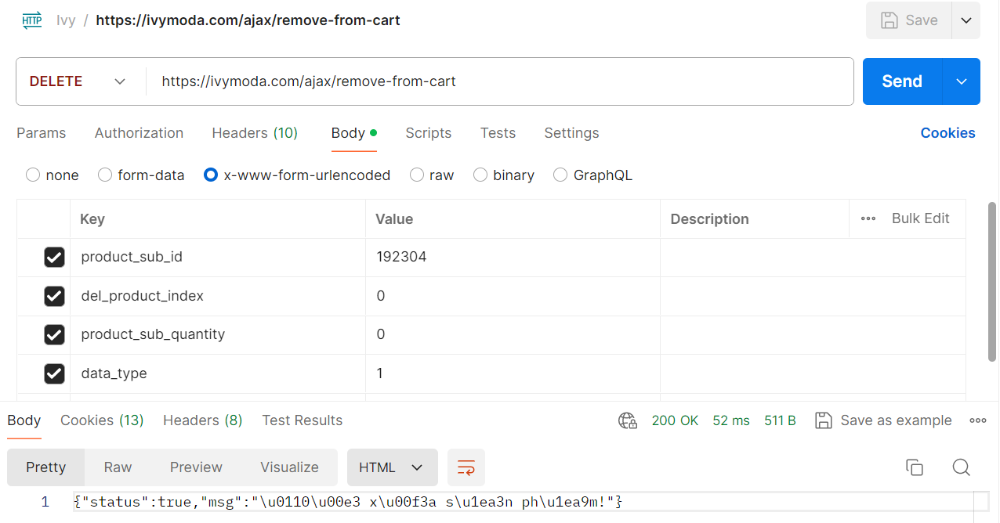 HTTP Ivy / https://ivymoda.com/ajax/remove-from-cart Save
DELETE https://ivymoda.com/ajax/remove-from-cart Send
Params Authorization Headers (10) Body Scripts Tests Settings Cookies
none form-data x-www-form-urlencoded raw binary GraphQL
Key Value Description Bulk Edit
product_sub_id 192304
del_product_index 0
product_sub_quantity 0
data_type 1
Body Cookies (13) Headers (8) Test Results 200 OK 52 ms 511 B Save as example
Pretty Raw Preview Visualize HTML
1 {"status":true,"msg":"\u0110\u00e3 x\u00f3a s\u1ea3n ph\u1ea9m!"}